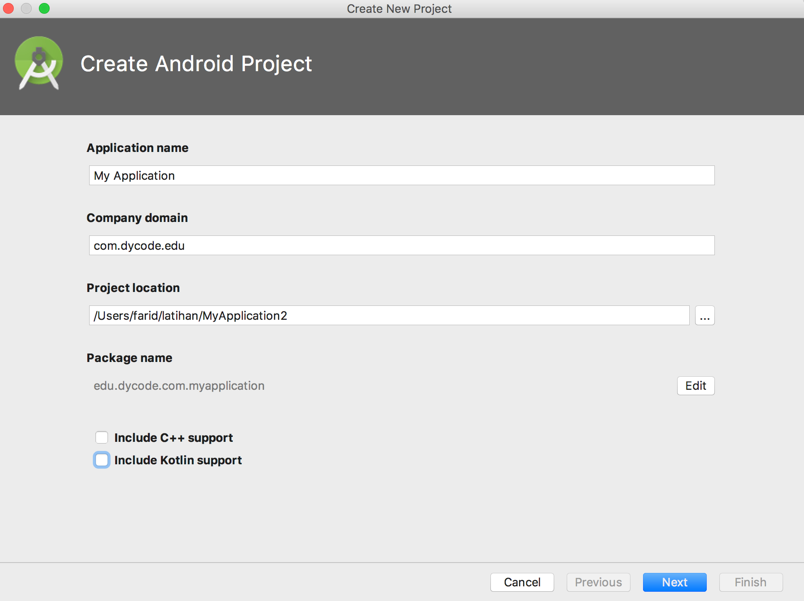 Create New Project
Create Android Project
Application name
My Application
Company domain
com.dycode.edu
Project location
/Users/farid/latihan/MyApplication2
...
Package name
edu.dycode.com.myapplication
Edit
Include C++ support
Include Kotlin support
Cancel
Previous
Next
Finish